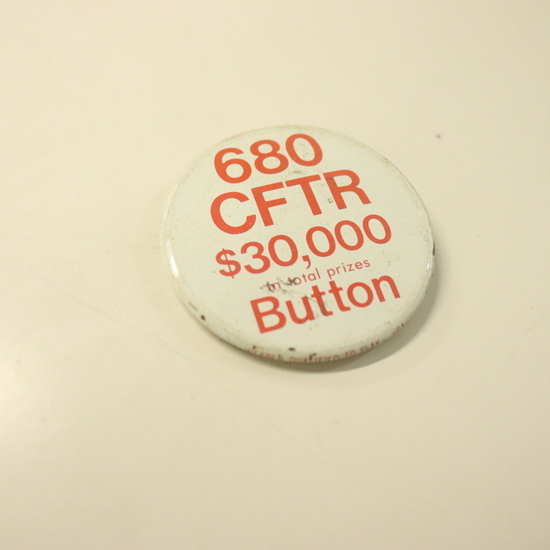 680
CFTR
$30,000
In total prizes
Button